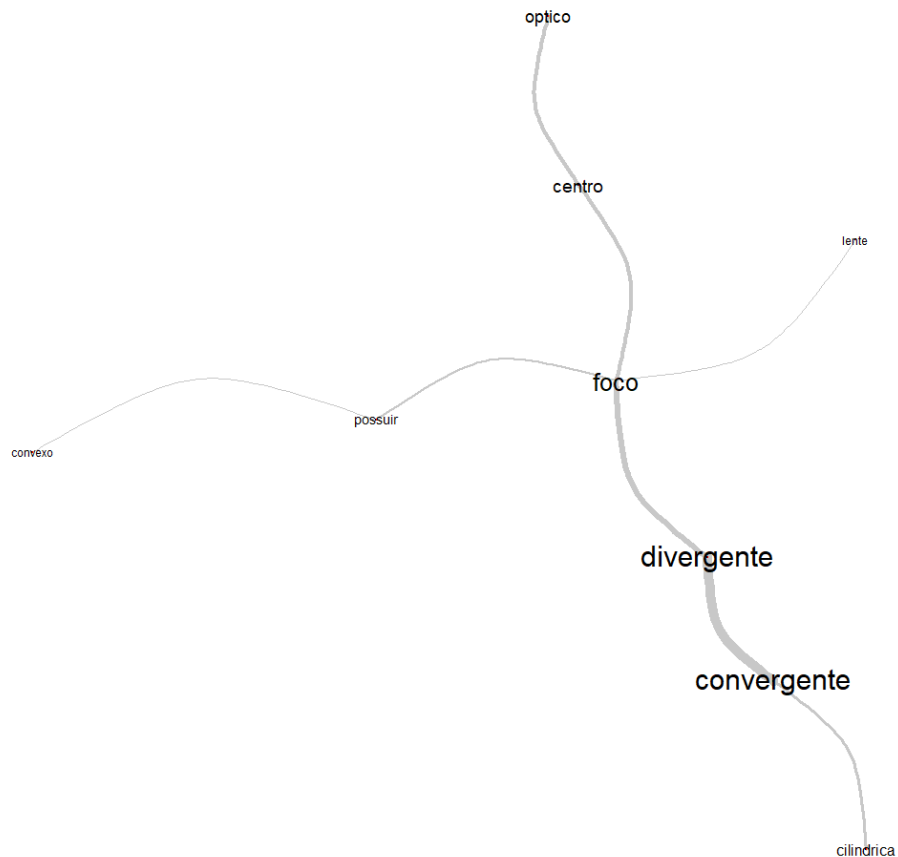 optico
centro
lente
foco
possuir
convexo
divergente
convergente
cilindrica